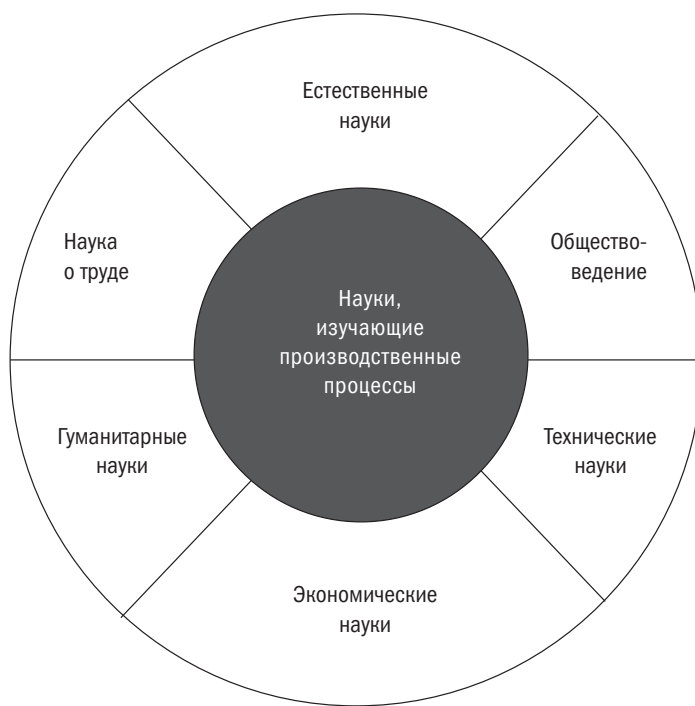 Естественные
науки
Наука
о труде
Общество-
ведение
Науки,
изучающие
производственные
процессы
Гуманитарные
науки
Технические
науки
Экономические
науки